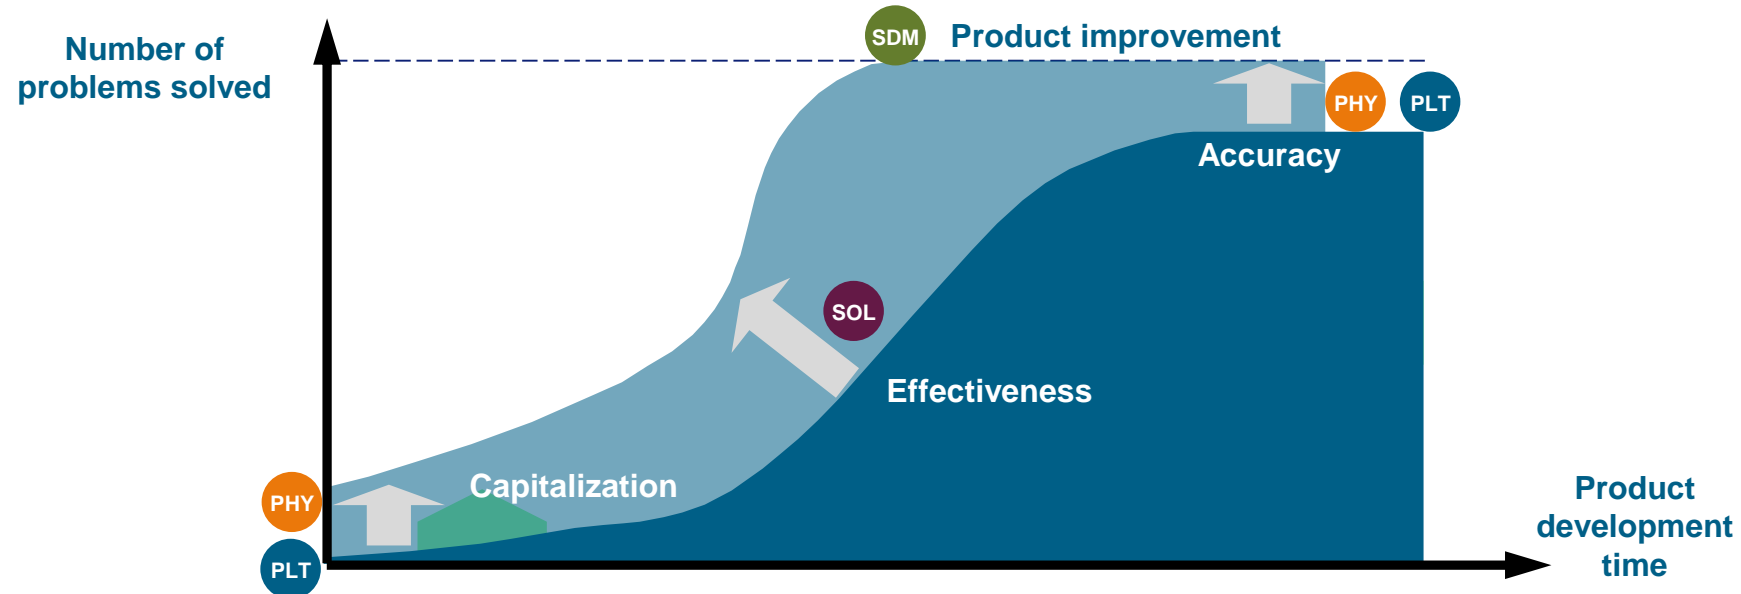 Number of
problems solved
SDM
Product improvement
PHY
PLT
Accuracy
SOL
Effectiveness
Capitalization
PHY
PLT
Product
development
time